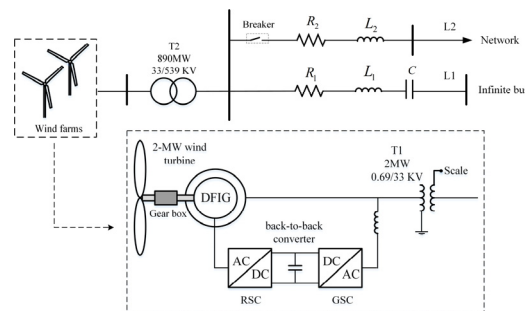 T2
890MW
33/539 KV
Breaker
R2
L2
L2
Network
R1
L1
C
L1
Infinite bu
Wind farms
2-MW wind
turbine
Gear box
DFIG
T1
2MW
0.69/33 KV
Scale
back-to-back
converter
AC
DC
RSC
DC
AC
GSC